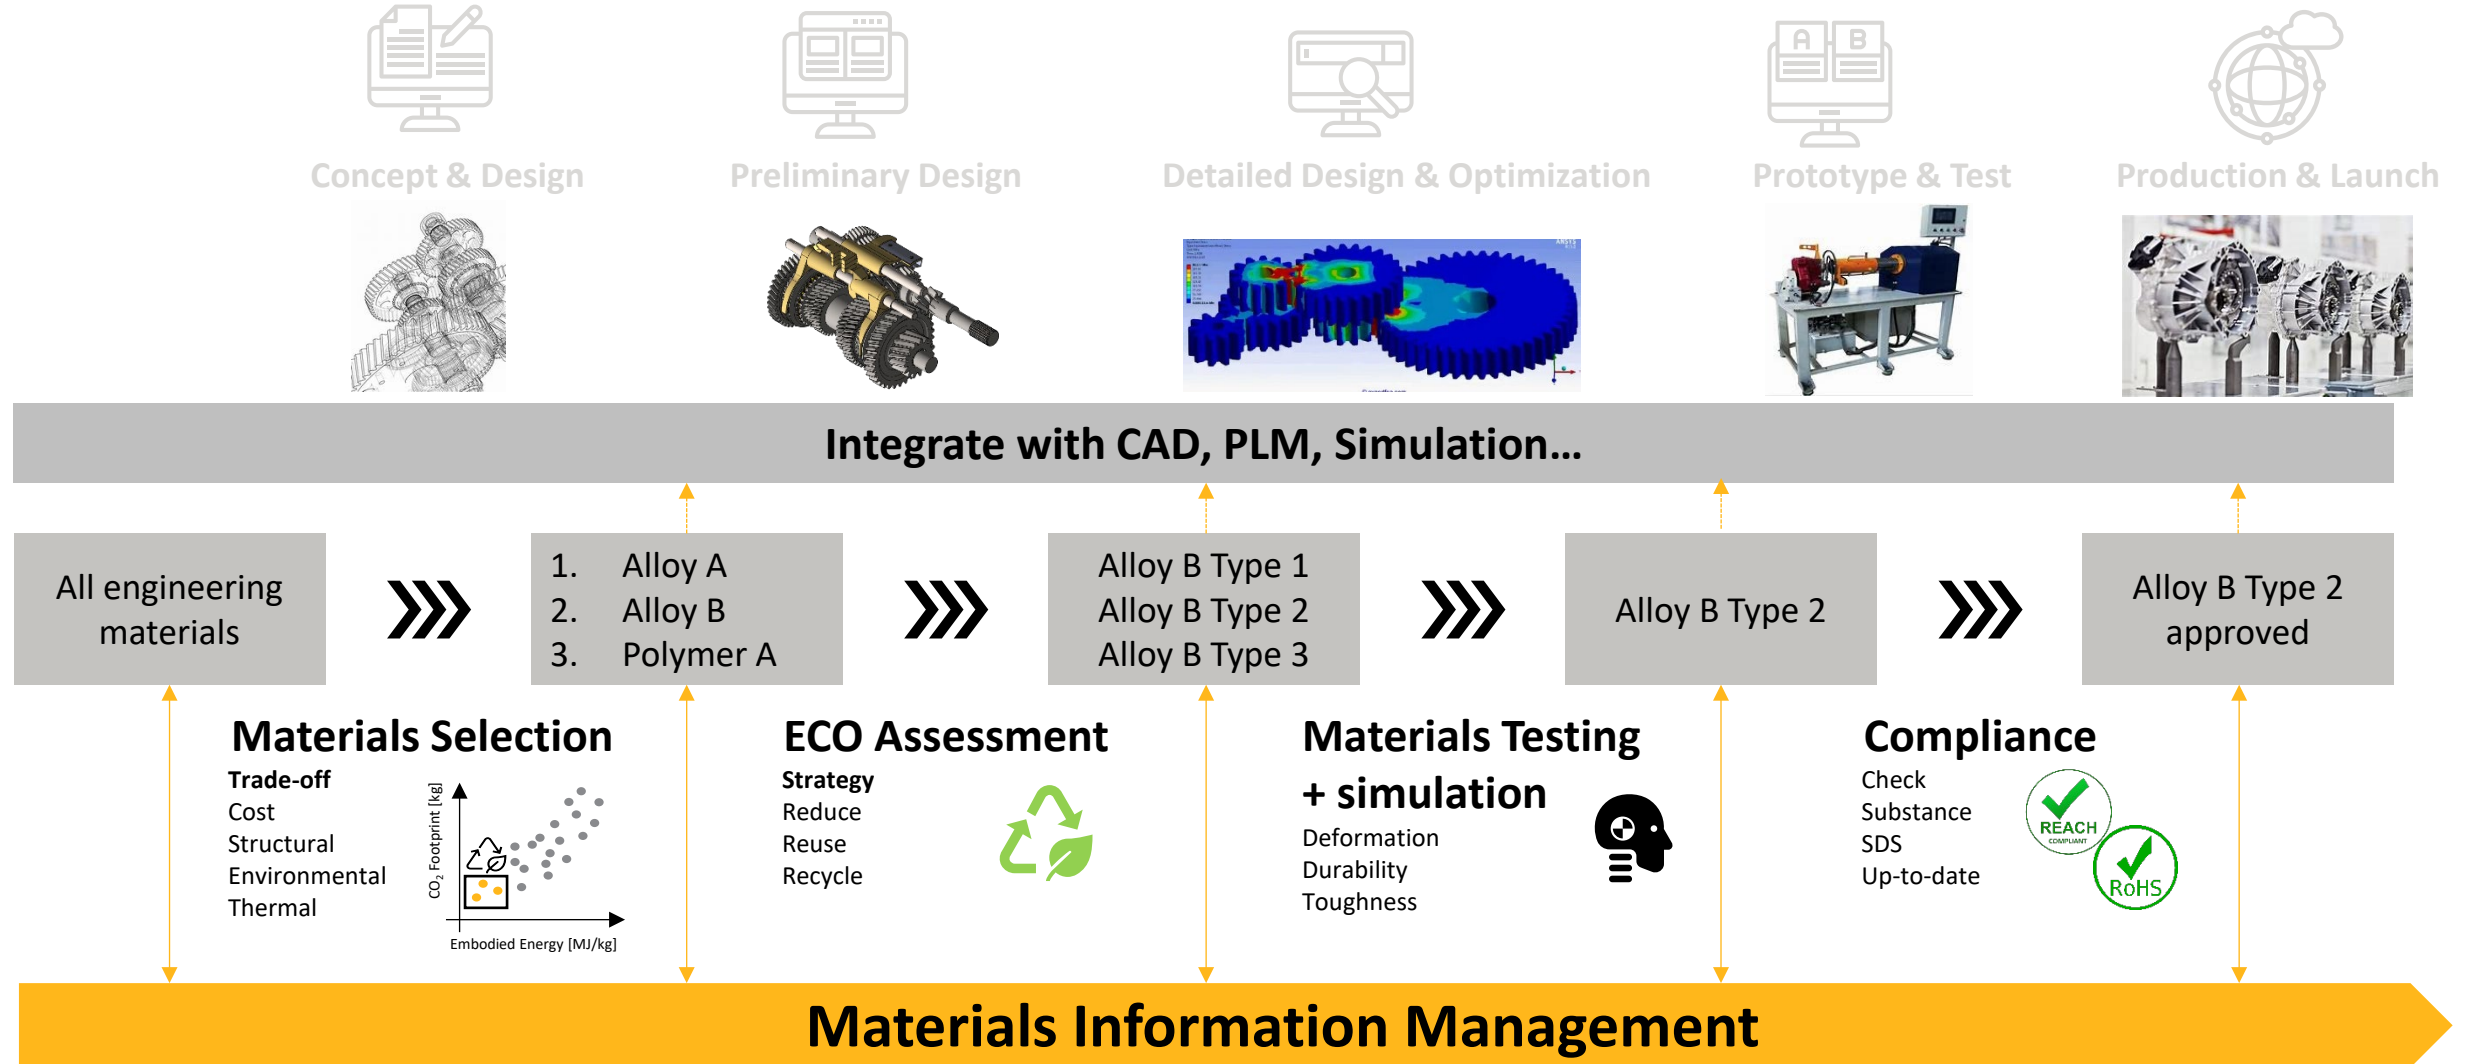 A B
Concept & Design
Preliminary Design
Detailed Design & Optimization
Prototype & Test
Production & Launch
ANSYS
Integrate with CAD, PLM, Simulation...
All engineering
materials
1. Alloy A
2. Alloy B
3. Polymer A
Alloy B Type 1
Alloy B Type 2
Alloy B Type 3
Alloy B Type 2
Alloy B Type 2
approved
Materials Selection
Trade-off
Cost
Structural
Environmental
Thermal
CO2 Footprint [kg]
Embodied Energy [MJ/kg]
ECO Assessment
Strategy
Reduce
Reuse
Recycle
Materials Testing
+ simulation
Deformation
Durability
Toughness
Compliance
Check
Substance
SDS
Up-to-date
REACH
COMPLIANT
RoHS
Materials Information Management